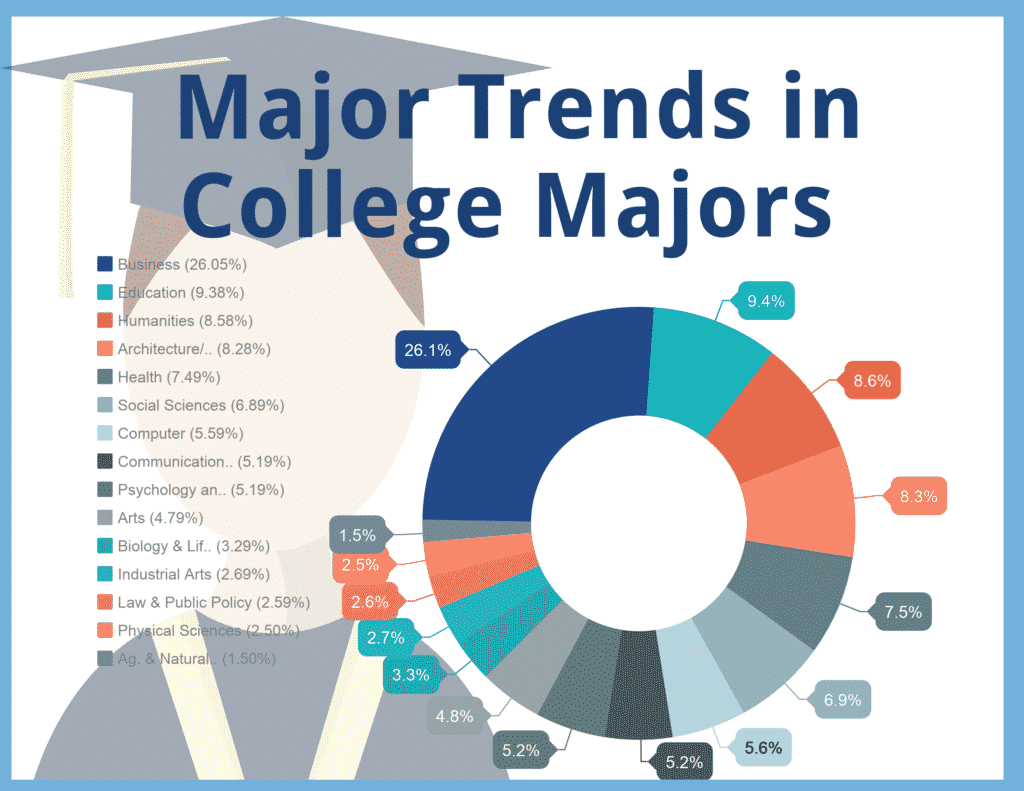 Major Trends in
College Majors
Business (26.05%)
Education (9.38%)
Humanities (8.58%)
Architecture/.. (8.28%)
Health (7.49%)
Social Sciences (6.89%)
Computer (5.59%)
Communication.. (5.19%)
Psychology an.. (5.19%)
Arts (4.79%)
Biology & Lif.. (3.29%)
Industrial Arts (2.69%)
Law & Public Policy (2.59%)
Physical Sciences (2.50%)
Ag. & Natural.. (1.50%)
26.1%
9.4%
8.6%
8.3%
7.5%
6.9%
5.6%
5.2%
5.2%
4.8%
3.3%
2.7%
2.6%
2.5%
1.5%